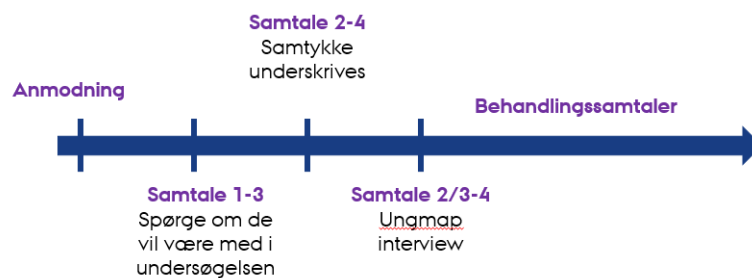 Samtale 2-4
Samtykke
underskrives
Anmodning
Behandlingssamtaler
Samtale 1-3
Spørge om de
vil være med i
undersøgelsen
Samtale 2/3-4
Ungmap
interview